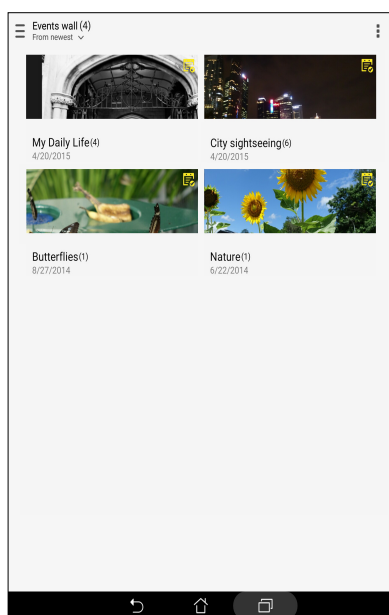 Events wall (4)
From newest
My Daily Life(4)
4/20/2015
City sightseeing(6)
4/20/2015
Butterflies(1)
8/27/2014
Nature(1)
6/22/2014